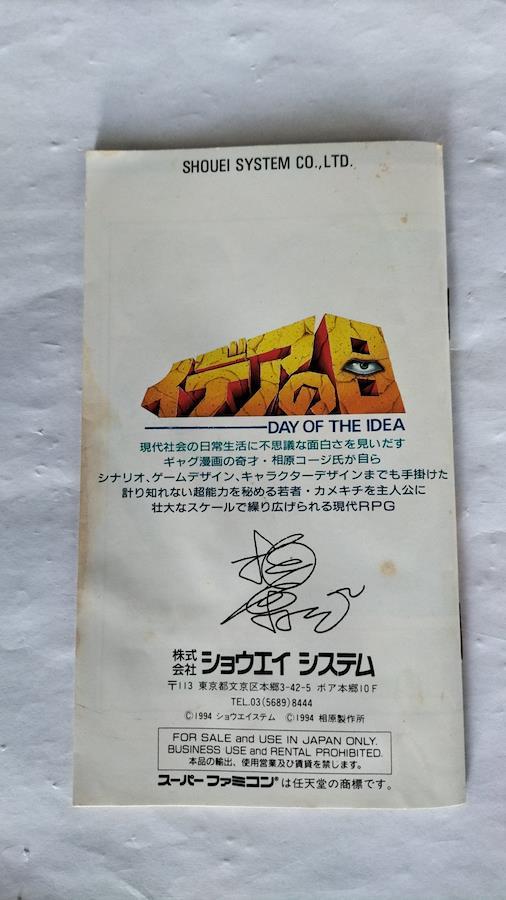 SHOUEI SYSTEM CO.,LTD.
イデアの日
DAY OF THE IDEA
現代社会の日常生活に不思議な面白さを見いだす
ギャグ漫画の奇才・相原コージ氏が自ら
シナリオ、ゲームデザイン、キャラクターデザインまでも手掛けた
計り知れない超能力を秘める若者・カメキチを主人公に
壮大なスケールで繰り広げられる現代RPG
株式会社 ショウエイ システム
〒113 東京都文京区本郷3-42-5 ボア本郷10F
TEL.03(5689)8444
©1994 ショウエイステム ©1994 相原製作所
FOR SALE and USE IN JAPAN ONLY.
BUSINESS USE and RENTAL PROHIBITED.
本品の輸出、使用営業及び賃貸を禁じます。
スーパーファミコン®は任天堂の商標です。